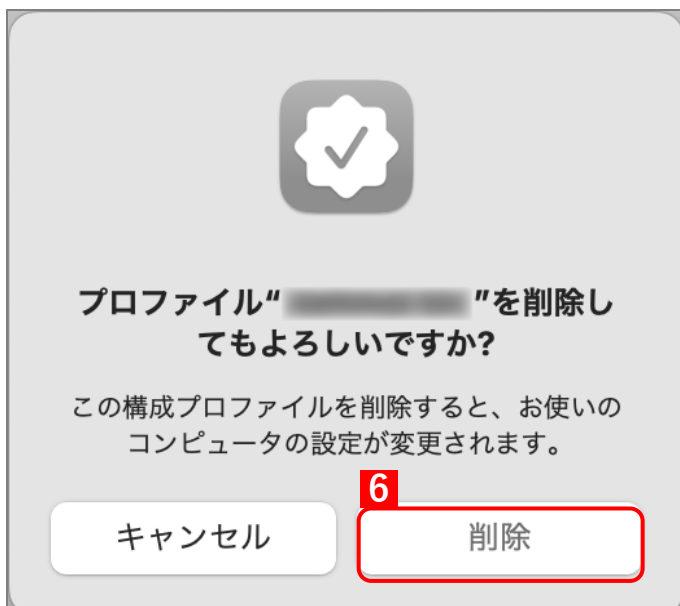 プロファイル“ ”を削除し
てもよろしいですか?
この構成プロファイルを削除すると、お使いの
コンピュータの設定が変更されます。
6
キャンセル 削除